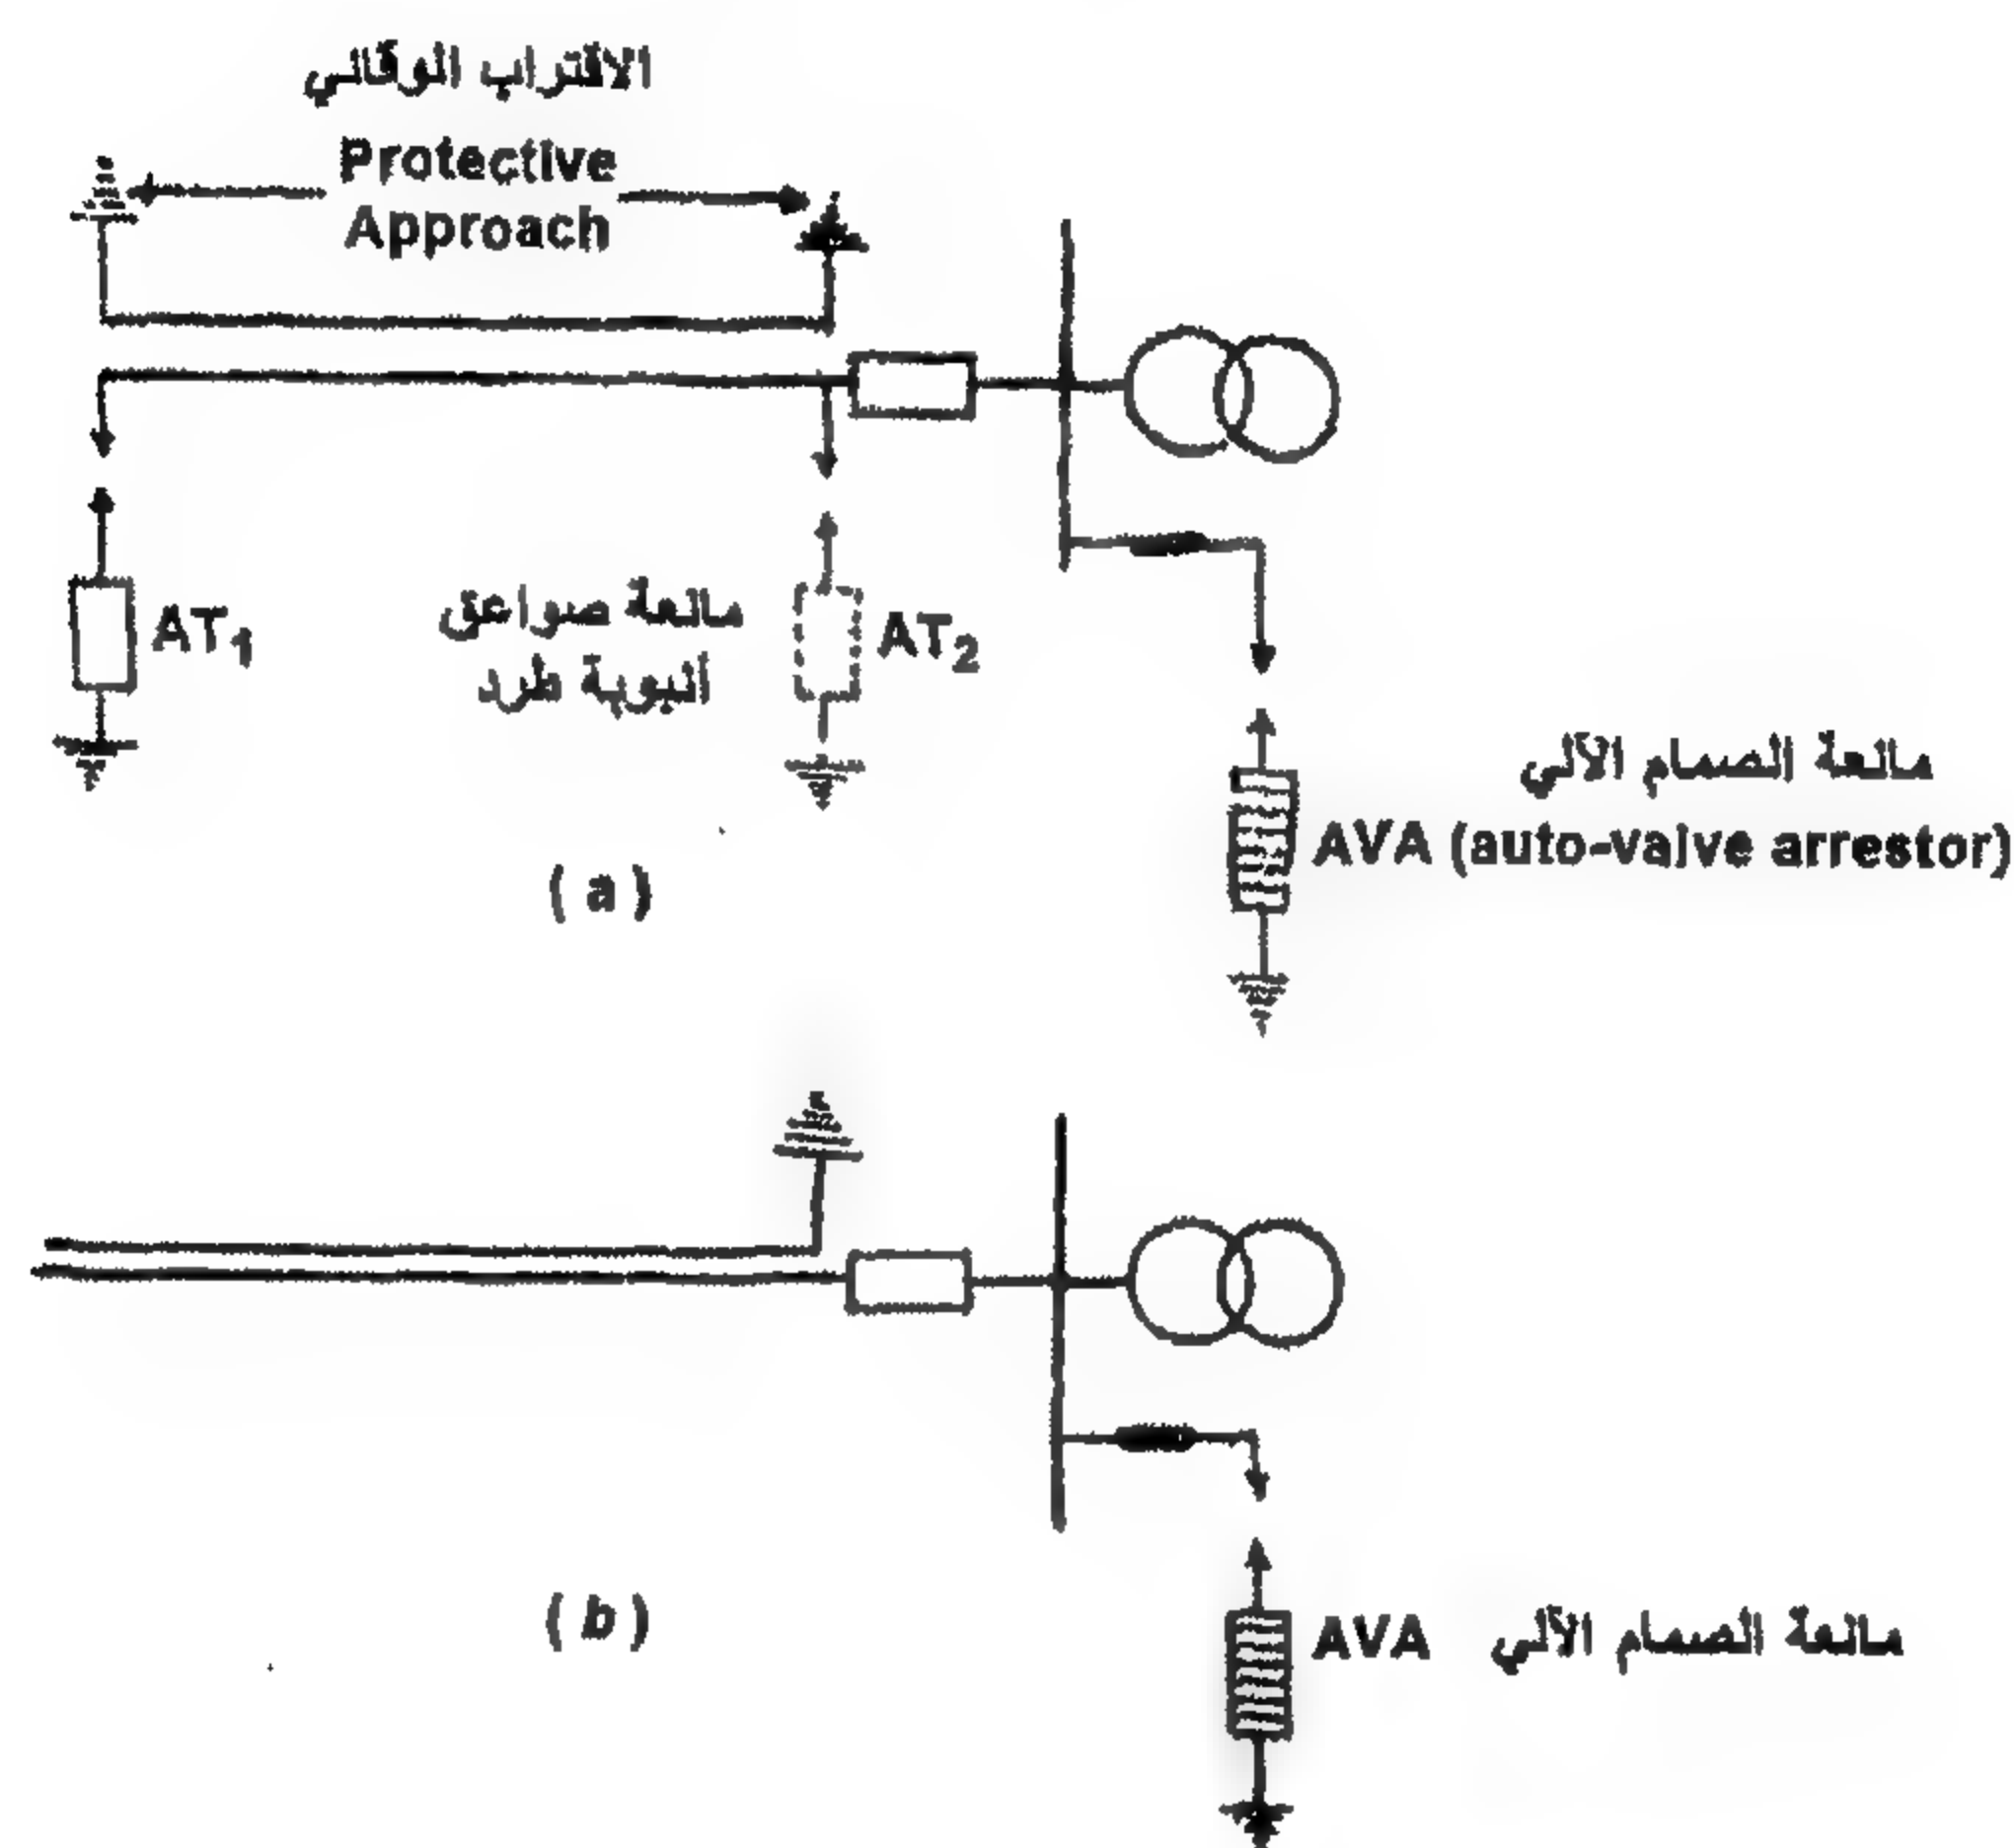 الاقتراب الوقائي
Protective
Approach
AT1
مانعة صواعق
أنبوبة طرد
AT2
مانعة الصمام الآلي
AVA (auto-valve arrestor)
( a )
( b )
AVA مانعة الصمام الآلي